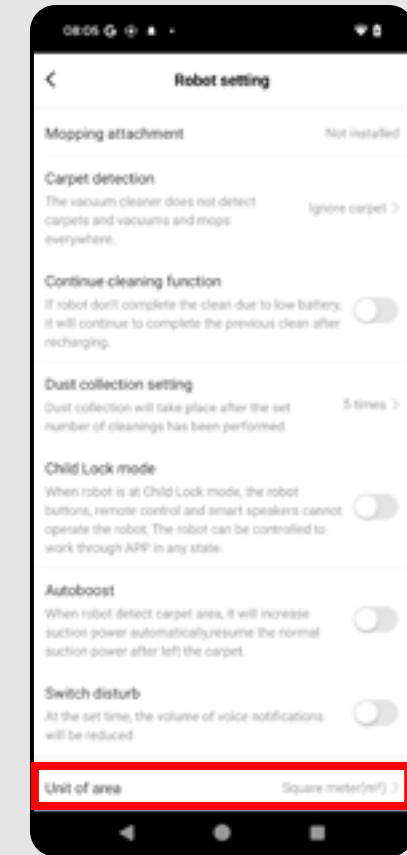 08:05 G
Robot setting
Mopping attachment
Not installed
Carpet detection
The vacuum cleaner does not detect
carpets and vacuums and mops
everywhere.
Ignore carpet >
Continue cleaning function
If robot don't complete the clean due to low battery,
it will continue to complete the previous clean after
recharging.
Dust collection setting
Dust collection will take place after the set
number of cleanings has been performed.
5 times >
Child Lock mode
When robot is at Child Lock mode, the robot
buttons, remote control and smart speakers cannot
operate the robot, The robot can be controlled to
work through APP in any state.
Autoboost
When robot detect carpet area, it will increase
suction power automatically,resume the normal
suction power after left the carpet.
Switch disturb
At the set time, the volume of voice notifications
will be reduced
Unit of area
Square meter(m²) >